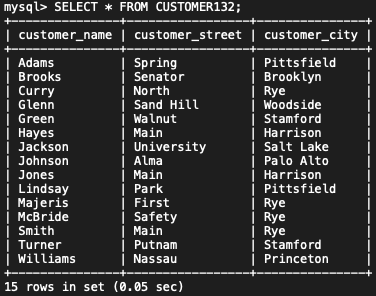 mysql> SELECT * FROM CUSTOMER132;
+---------------+-----------------+---------------+
| customer_name | customer_street | customer_city |
+---------------+-----------------+---------------+
| Adams         | Spring          | Pittsfield    |
| Brooks        | Senator         | Brooklyn      |
| Curry         | North           | Rye           |
| Glenn         | Sand Hill       | Woodside      |
| Green         | Walnut          | Stamford      |
| Hayes         | Main            | Harrison      |
| Jackson       | University      | Salt Lake     |
| Johnson       | Alma            | Palo Alto     |
| Jones         | Main            | Harrison      |
| Lindsay       | Park            | Pittsfield    |
| Majeris       | First           | Rye           |
| McBride       | Safety          | Rye           |
| Smith         | Main            | Rye           |
| Turner        | Putnam          | Stamford      |
| Williams      | Nassau          | Princeton     |
+---------------+-----------------+---------------+
15 rows in set (0.05 sec)